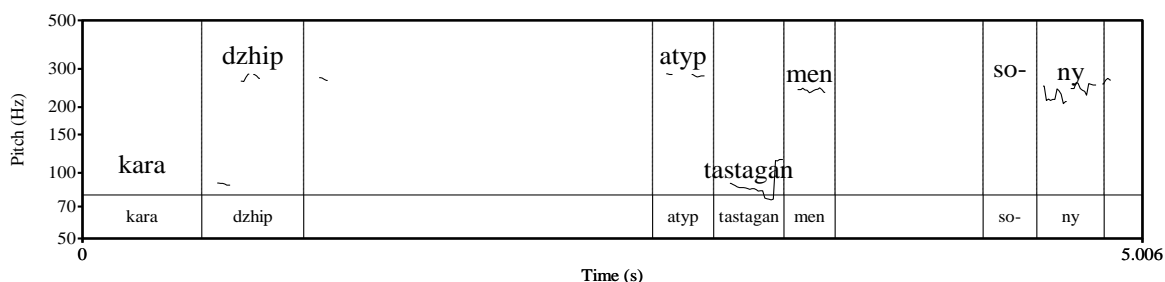 500
dzhip
atyp
so-
ny
300
men
200
Pitch (Hz)
150
kara
tastagan
100
70
kara dzhip atyp tastagan men so- ny
50
0 5.006
Time (s)